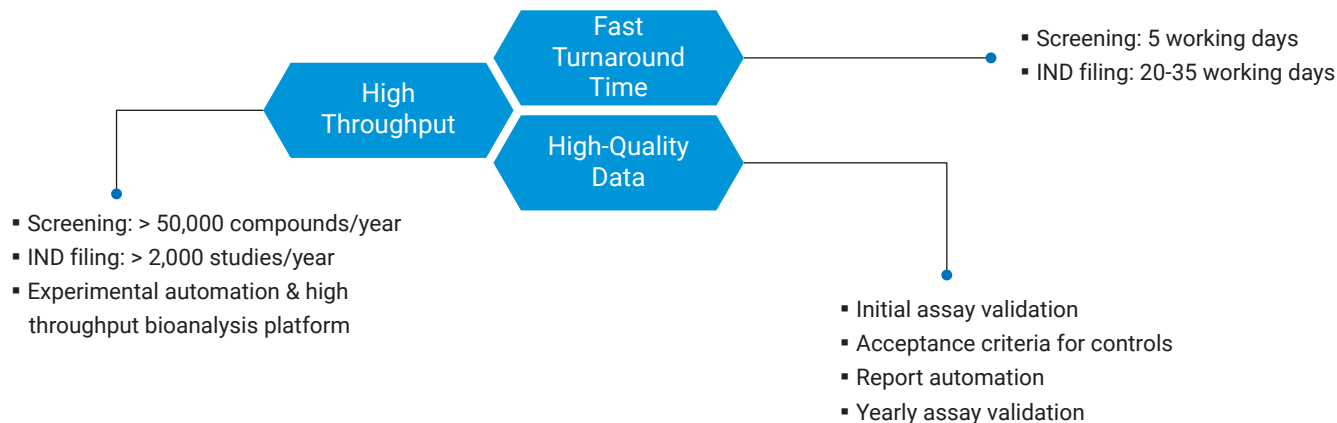 Fast
Turnaround
Time
▪ Screening: 5 working days
▪ IND filing: 20-35 working days
High
Throughput
High-Quality
Data
▪ Screening: > 50,000 compounds/year
▪ IND filing: > 2,000 studies/year
▪ Experimental automation & high
throughput bioanalysis platform
▪ Initial assay validation
▪ Acceptance criteria for controls
▪ Report automation
▪ Yearly assay validation